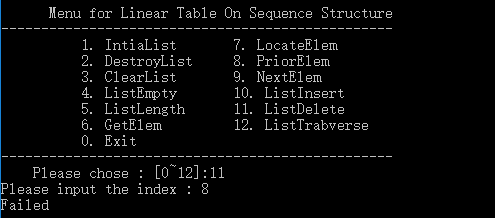 Menu for Linear Table On Sequence Structure
------------------------------------------------
1. IntiaList 7. LocateElem
2. DestroyList 8. PriorElem
3. ClearList 9. NextElem
4. ListEmpty 10. ListInsert
5. ListLength 11. ListDelete
6. GetElem 12. ListTrabverse
0. Exit
------------------------------------------------
Please chose : [0~12]:11
Please input the index : 8
Failed